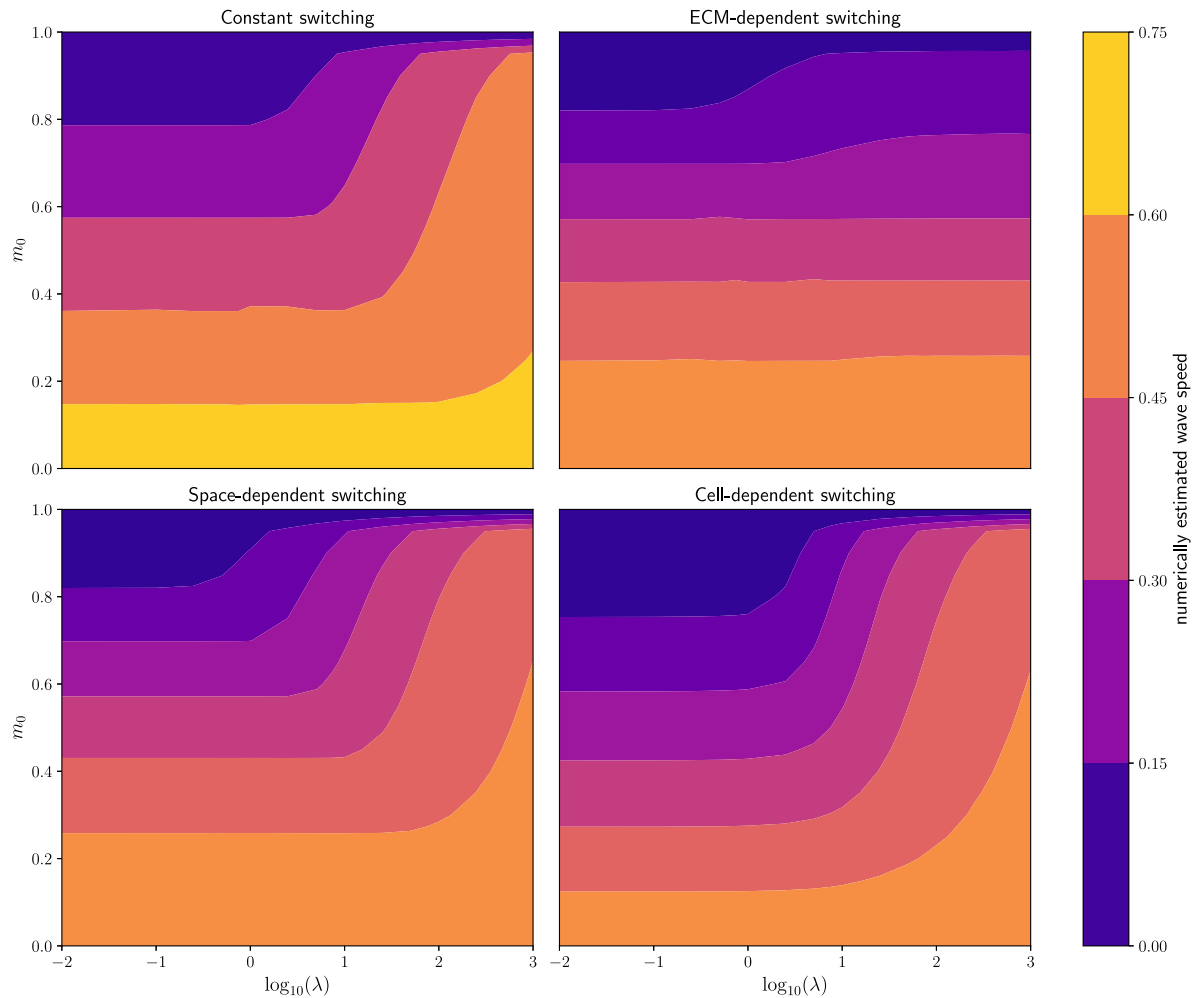 Constant switching
ECM-dependent switching
1.0
0.8
0.6
0.4
0.2
0.0
m₀
Space-dependent switching
Cell-dependent switching
1.0
0.8
0.6
0.4
0.2
0.0
m₀
−2 −1 0 1 2 3
log₁₀(λ)
−2 −1 0 1 2 3
log₁₀(λ)
0.75
0.60
0.45
0.30
0.15
0.00
numerically estimated wave speed